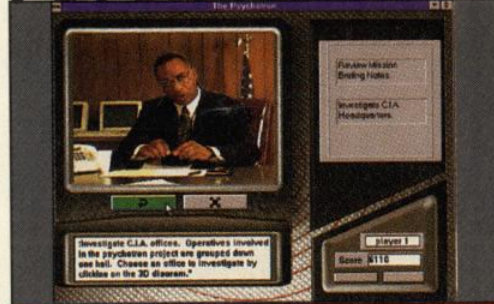 The Psychotron
Review Mission
Briefing Notes.
Investigate C.I.A.
Headquarters.
"Investigate C.I.A. offices. Operatives involved
in the psychotron project are grouped down
one hall. Choose an office to investigate by
clicking on the 3D diagram."
player 1
Score 6110